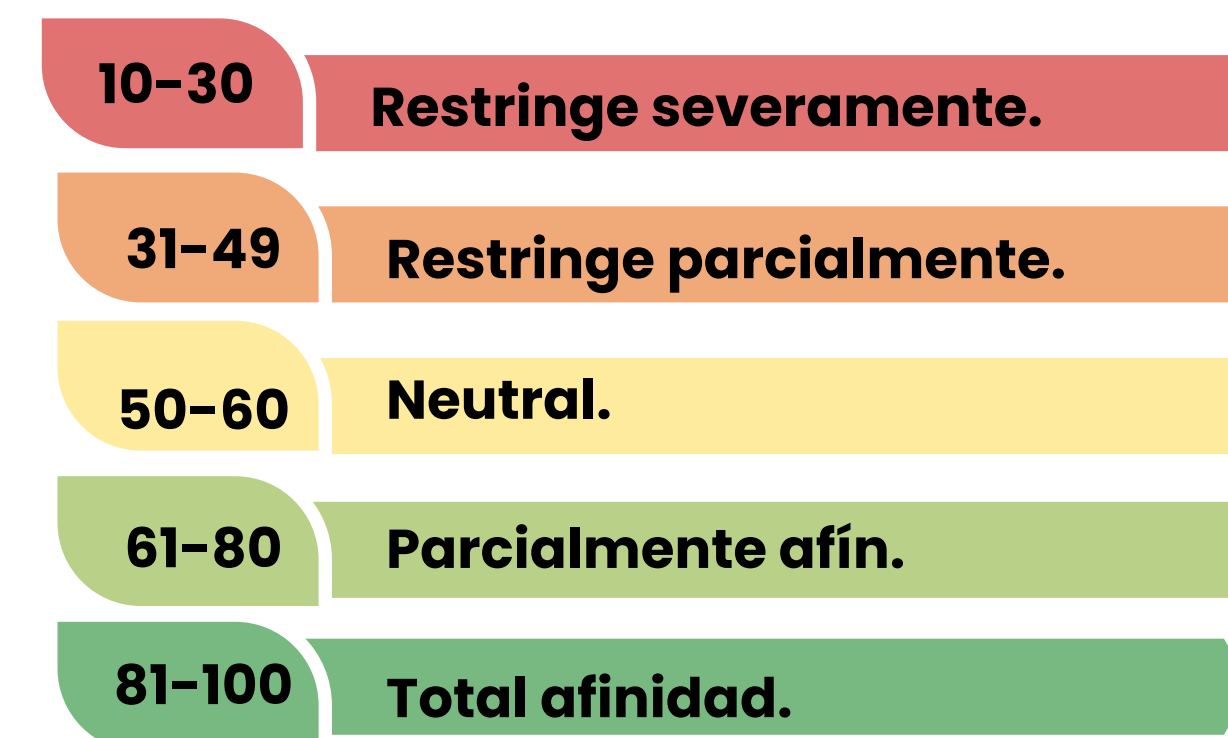 10-30
Restringe severamente.
31-49
Restringe parcialmente.
50-60
Neutral.
61-80
Parcialmente afín.
81-100
Total afinidad.